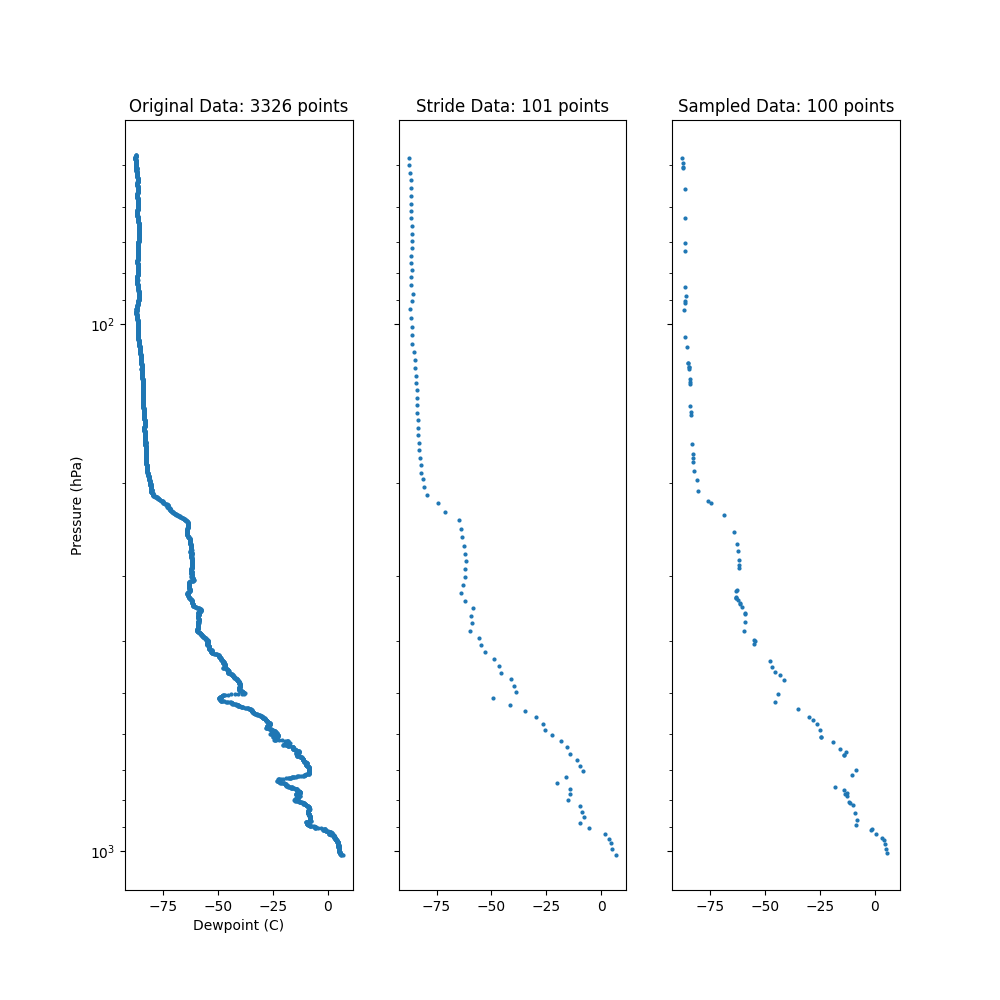 Original Data: 3326 points
Stride Data: 101 points
Sampled Data: 100 points
10²
10³
Pressure (hPa)
−75 −50 −25 0
−75 −50 −25 0
−75 −50 −25 0
Dewpoint (C)